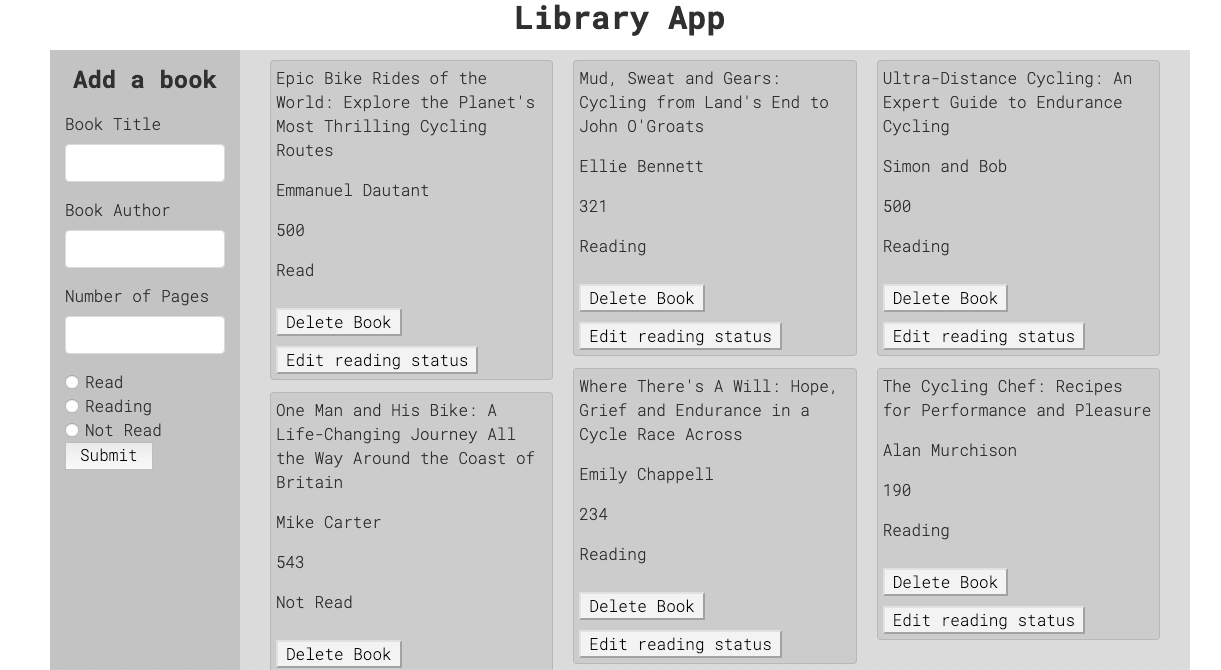 Library App
Add a book
Book Title
Book Author
Number of Pages
Read
Reading
Not Read
Submit
Epic Bike Rides of the
World: Explore the Planet's
Most Thrilling Cycling
Routes
Emmanuel Dautant
500
Read
Delete Book
Edit reading status
One Man and His Bike: A
Life-Changing Journey All
the Way Around the Coast of
Britain
Mike Carter
543
Not Read
Delete Book
Mud, Sweat and Gears:
Cycling from Land's End to
John O'Groats
Ellie Bennett
321
Reading
Delete Book
Edit reading status
Where There's A Will: Hope,
Grief and Endurance in a
Cycle Race Across
Emily Chappell
234
Reading
Delete Book
Edit reading status
Ultra-Distance Cycling: An
Expert Guide to Endurance
Cycling
Simon and Bob
500
Reading
Delete Book
Edit reading status
The Cycling Chef: Recipes
for Performance and Pleasure
Alan Murchison
190
Reading
Delete Book
Edit reading status